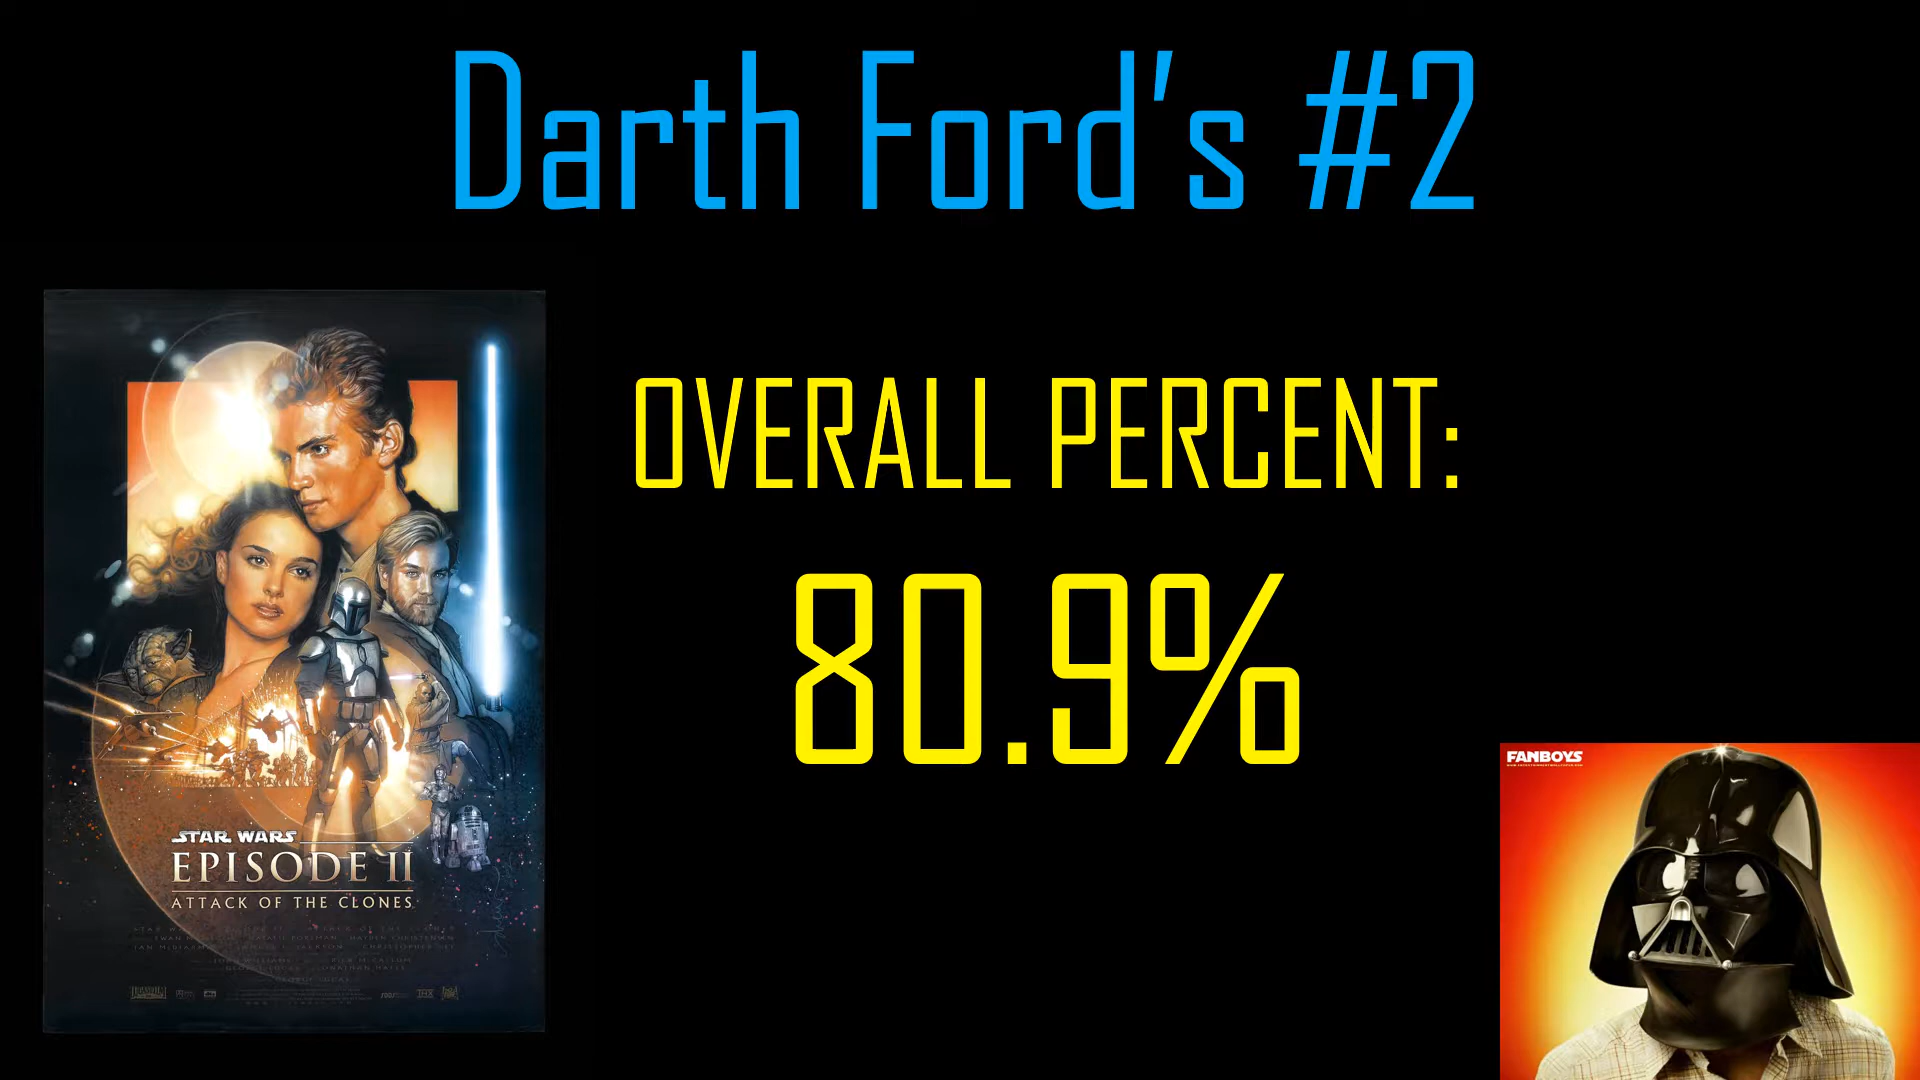 Darth Ford's #2
OVERALL PERCENT:
80.9%
STAR WARS
EPISODE II
ATTACK OF THE CLONES
FANBOYS